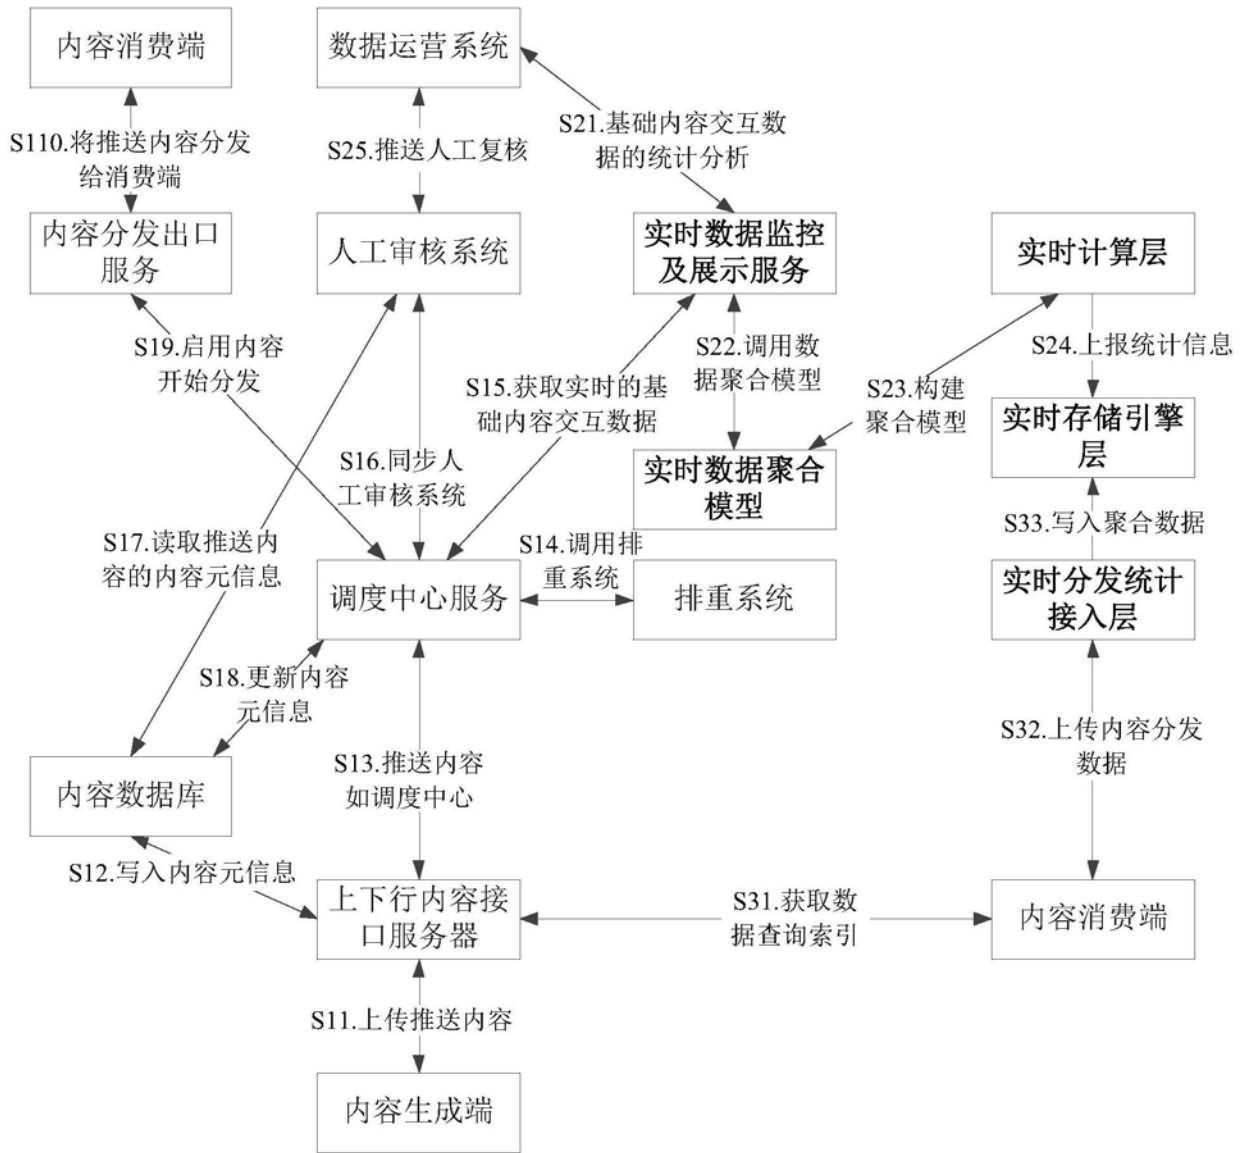 内容消费端
数据运营系统
S110.将推送内容分发
给消费端
S25.推送人工复核
S21.基础内容交互数
据的统计分析
内容分发出口
服务
人工审核系统
实时数据监控
及展示服务
实时计算层
S19.启用内容
开始分发
S22.调用数
据聚合模型
S24.上报统计信息
S15.获取实时的基
础内容交互数据
S23.构建
聚合模型
实时存储引擎
层
S16.同步人
工审核系统
实时数据聚合
模型
S17.读取推送内
容的内容元信息
S14.调用排
重系统
S33.写入聚合数据
调度中心服务
排重系统
实时分发统计
接入层
S18.更新内容
元信息
S13.推送内容
如调度中心
S32.上传内容分发
数据
内容数据库
S12.写入内容元信息
上下行内容接
口服务器
S31.获取数
据查询索引
内容消费端
S11.上传推送内容
内容生成端